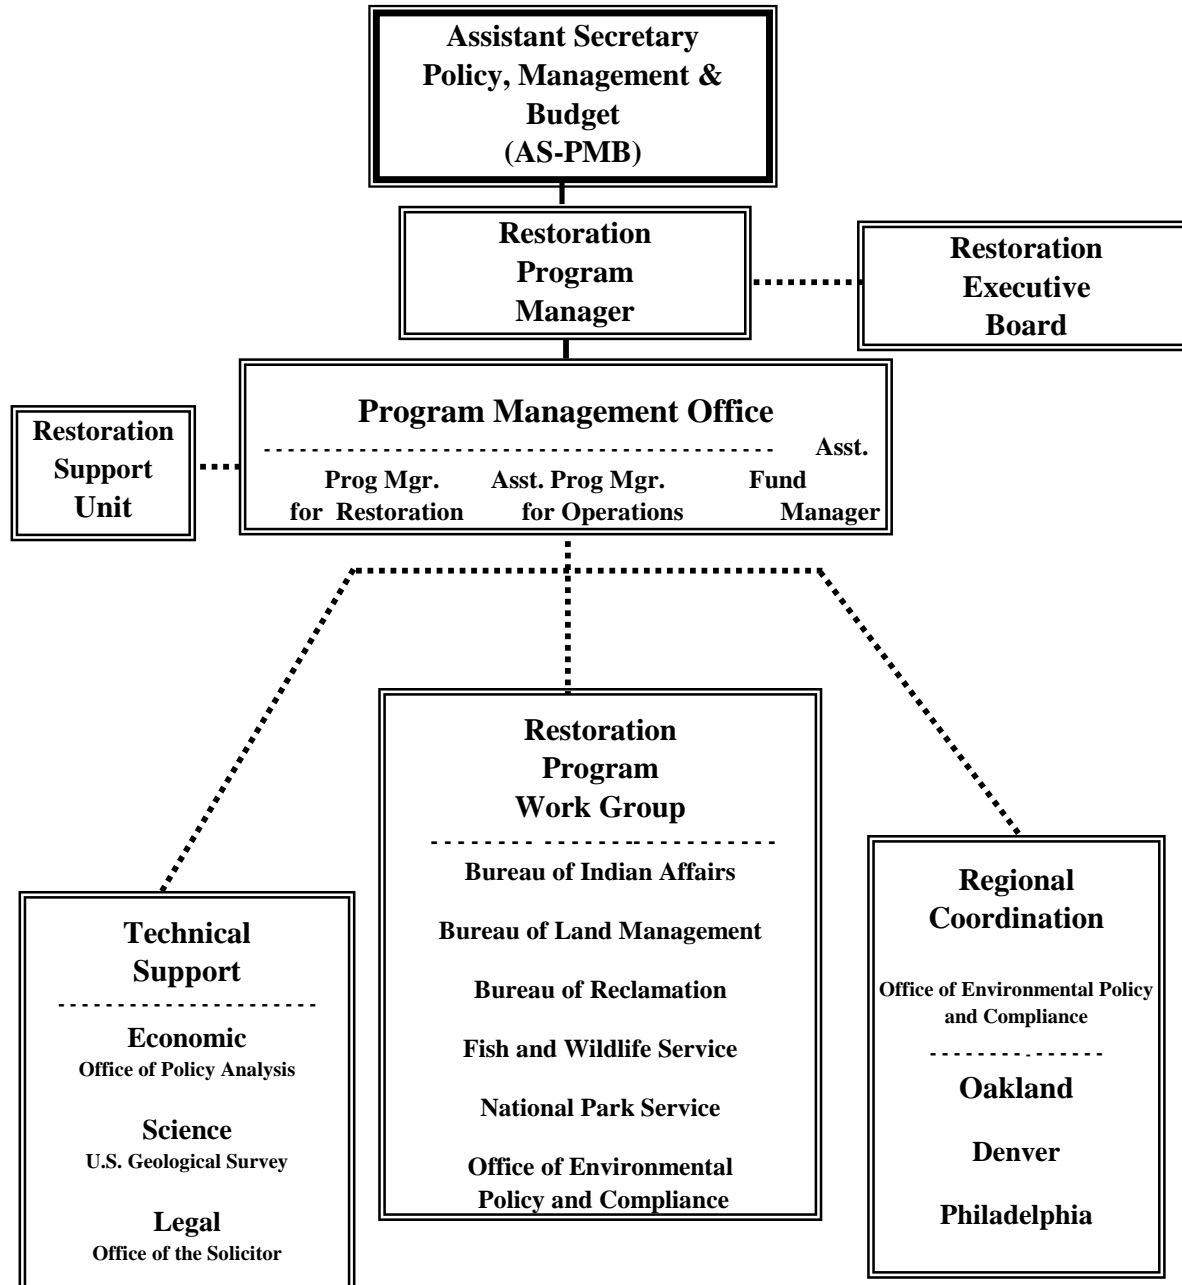 Assistant Secretary
Policy, Management &
Budget
(AS-PMB)
Restoration
Program
Manager
Restoration
Executive
Board
Program Management Office
Asst.
Prog Mgr. Asst. Prog Mgr. Fund
for Restoration for Operations Manager
Restoration
Support
Unit
Technical
Support
Economic
Office of Policy Analysis
Science
U.S. Geological Survey
Legal
Office of the Solicitor
Restoration
Program
Work Group
Bureau of Indian Affairs
Bureau of Land Management
Bureau of Reclamation
Fish and Wildlife Service
National Park Service
Office of Environmental
Policy and Compliance
Regional
Coordination
Office of Environmental Policy
and Compliance
Oakland
Denver
Philadelphia